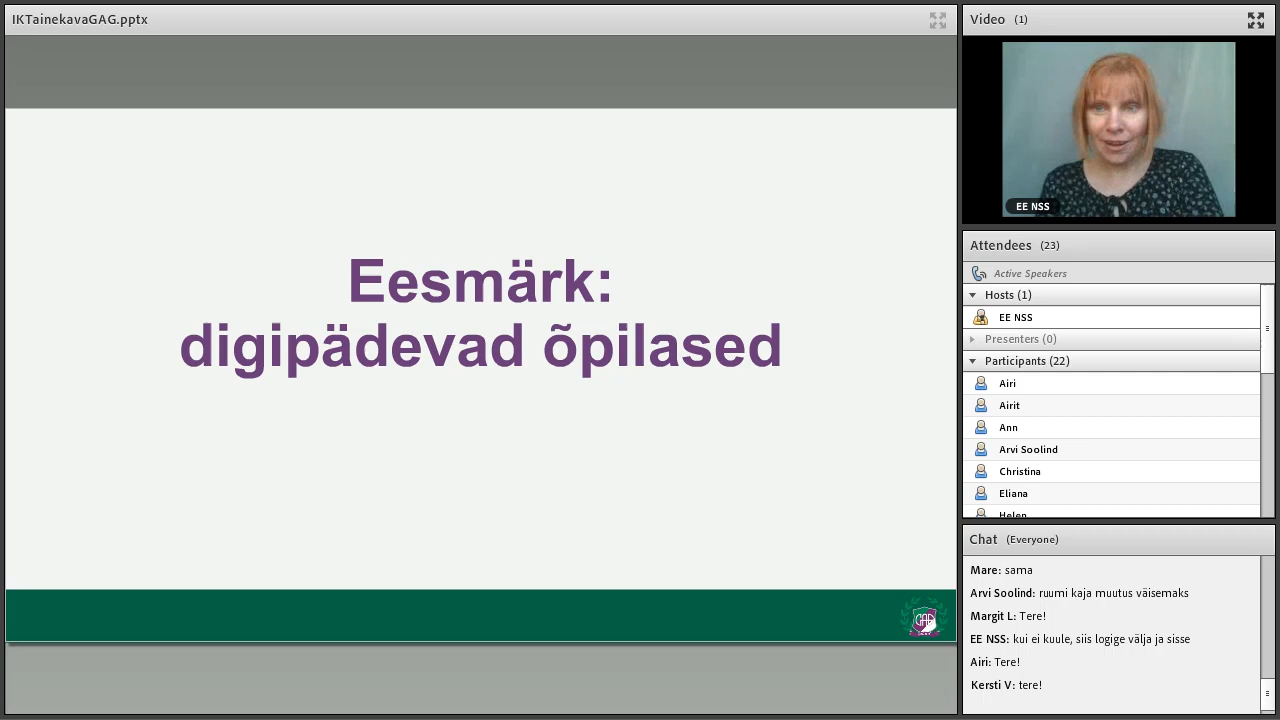 IKTainekavaGAG.pptx
Eesmärk:
digipädevad õpilased
GAG
Video (1)
EE NSS
Attendees (23)
Active Speakers
Hosts (1)
EE NSS
Presenters (0)
Participants (22)
Airi
Airit
Ann
Arvi Soolind
Christina
Eliana
Helen
Chat (Everyone)
Mare: sama
Arvi Soolind: ruumi kaja muutus väisemaks
Margit L: Tere!
EE NSS: kui ei kuule, siis logige välja ja sisse
Airi: Tere!
Kersti V: tere!